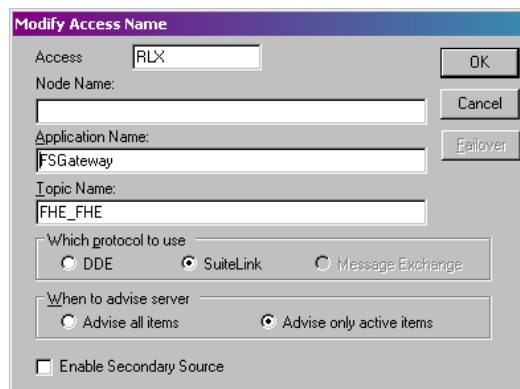 Modify Access Name
Access RLX
OK
Node Name:
Cancel
Application Name:
FSGateway
Failover
Topic Name:
FHE_FHE
Which protocol to use
DDE SuiteLink Message Exchange
When to advise server
Advise all items Advise only active items
Enable Secondary Source